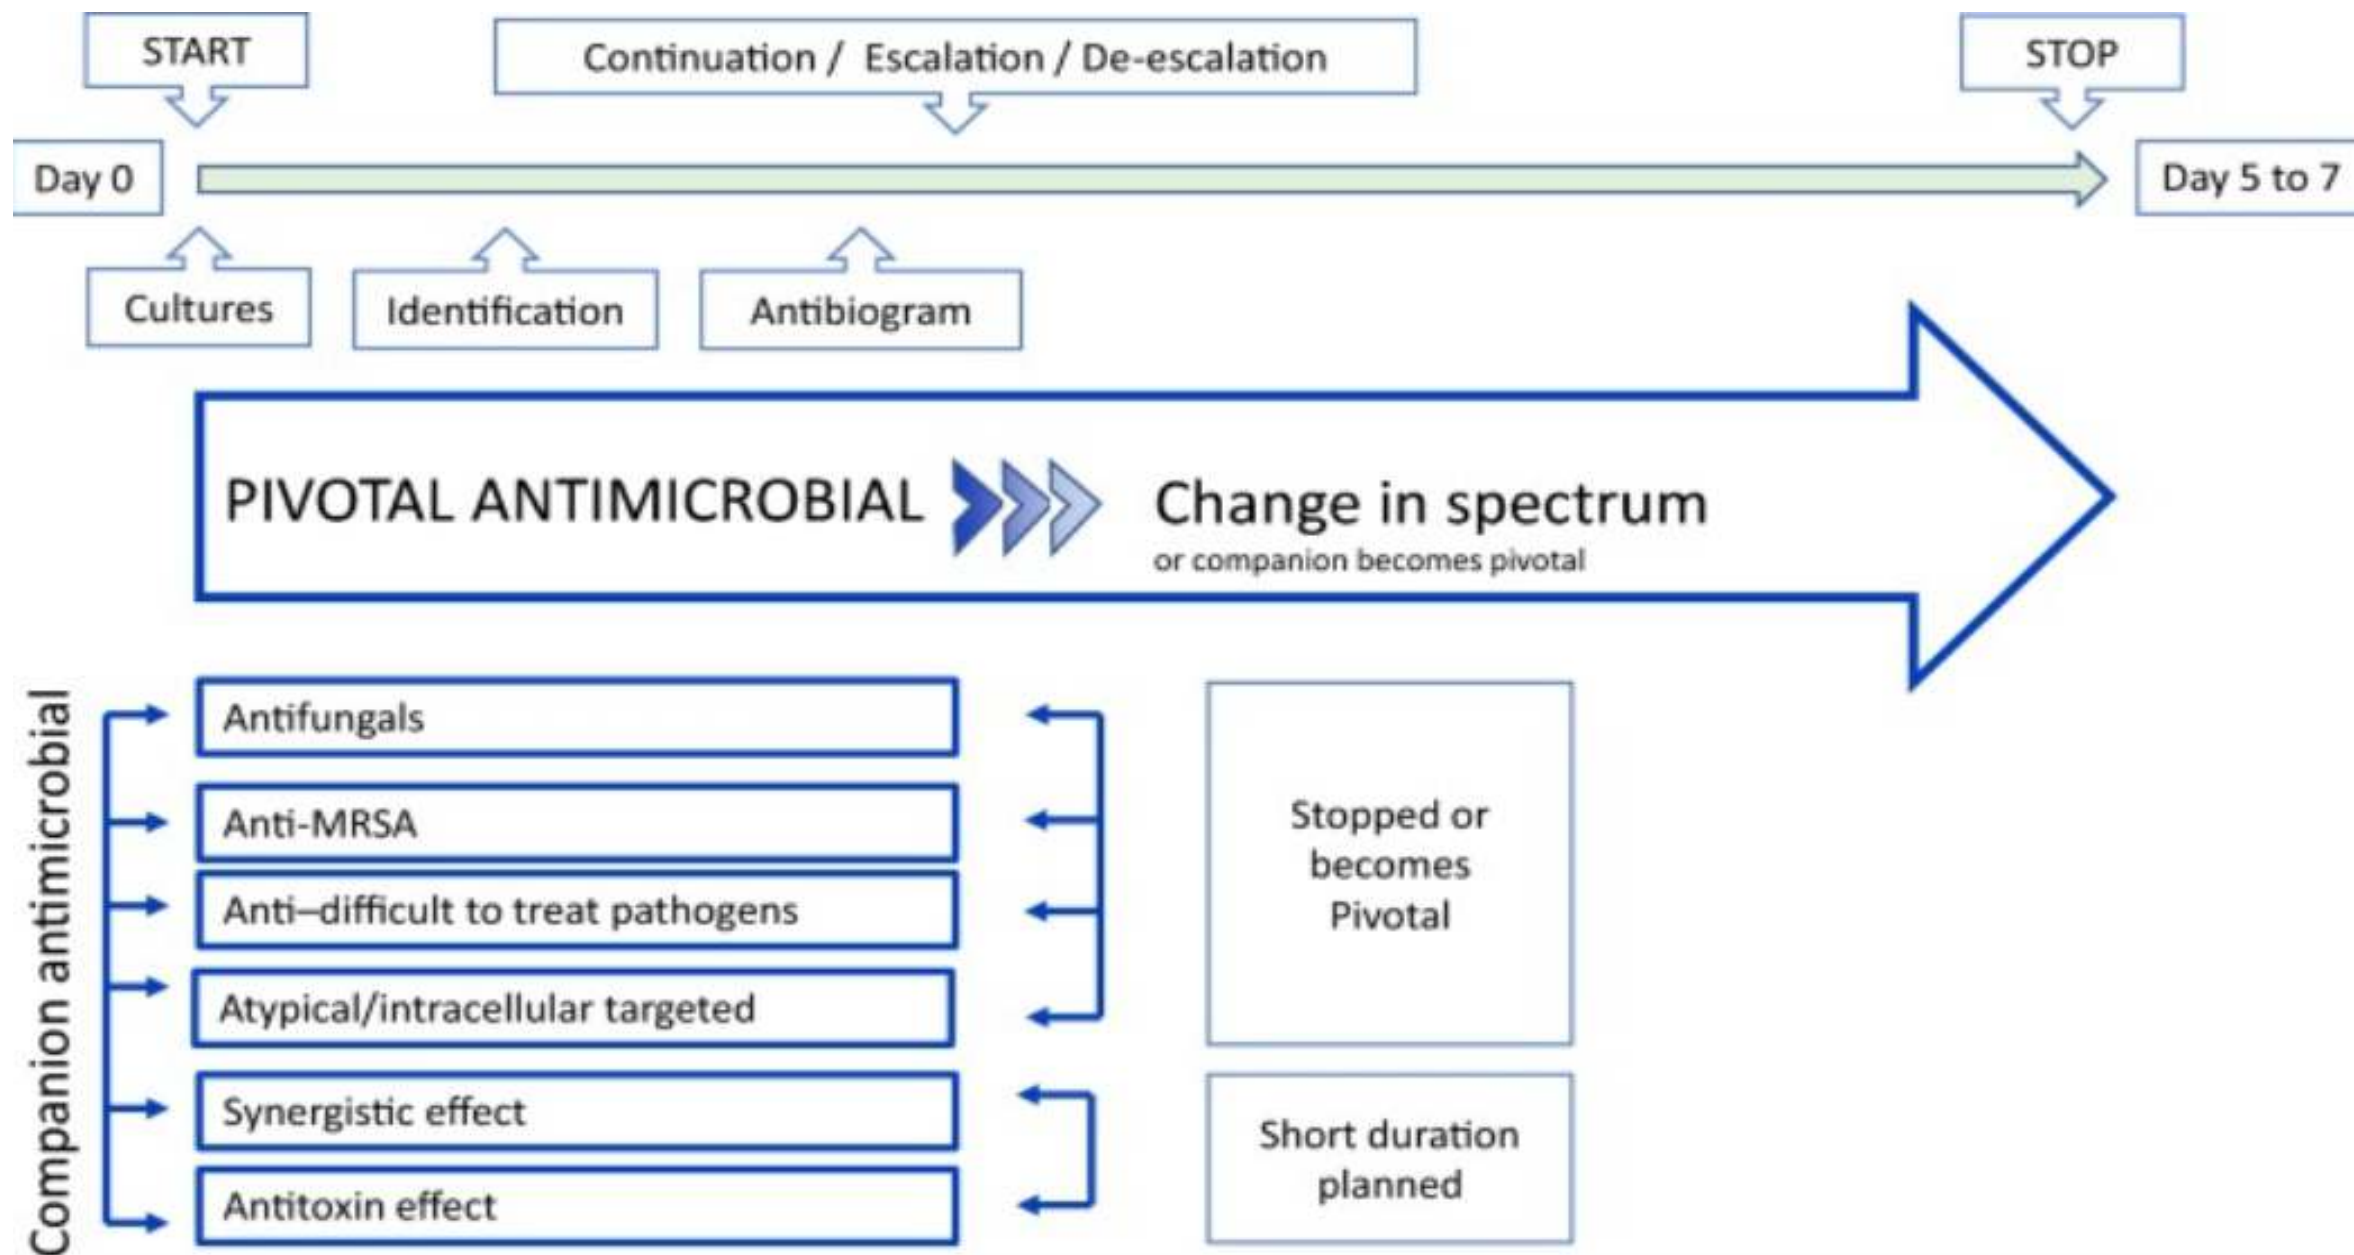 START
Continuation / Escalation / De-escalation
STOP
Day 0
Day 5 to 7
Cultures
Identification
Antibiogram
PIVOTAL ANTIMICROBIAL
Change in spectrum
or companion becomes pivotal
Companion antimicrobial
Antifungals
Anti-MRSA
Anti–difficult to treat pathogens
Atypical/intracellular targeted
Synergistic effect
Antitoxin effect
Stopped or
becomes
Pivotal
Short duration
planned